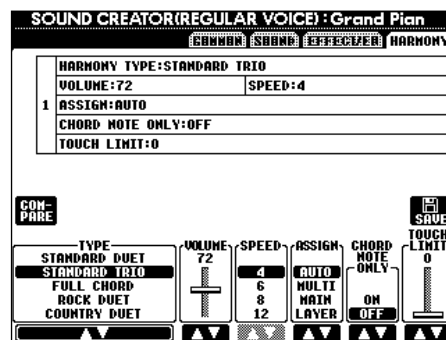 SOUND CREATOR(REGULAR VOICE) : Grand Pian
COMMON SOUND EFFECT/EQ HARMONY
HARMONY TYPE:STANDARD TRIO
VOLUME:72 SPEED:4
1 ASSIGN:AUTO
CHORD NOTE ONLY:OFF
TOUCH LIMIT:0
COM-
PARE
SAVE
TYPE VOLUME SPEED ASSIGN CHORD NOTE ONLY TOUCH LIMIT
STANDARD DUET 72 0
STANDARD TRIO 4 AUTO
FULL CHORD 6 MULTI
ROCK DUET 8 MAIN ON
COUNTRY DUET 12 LAYER OFF